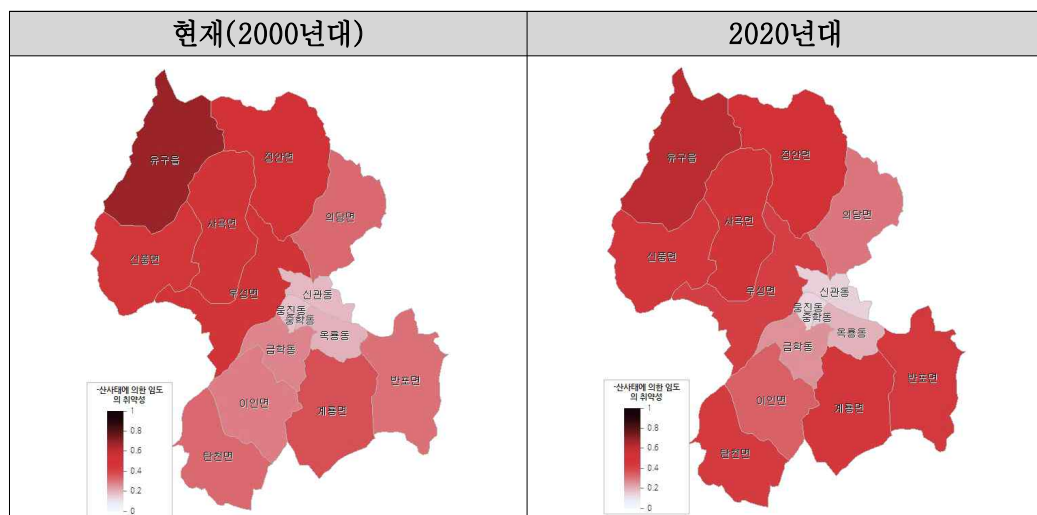 현재(2000년대)
2020년대
유구읍
정안면
사곡면
의당면
신풍면
우성면
신관동
웅진동
중학동
옥룡동
금학동
반포면
이인면
계룡면
탄천면
-산사태에 의한 임도
의 취약성
1
0.8
0.6
0.4
0.2
0
유구읍
정안면
사곡면
의당면
신풍면
우성면
신관동
웅진동
중학동
옥룡동
금학동
반포면
이인면
계룡면
탄천면
-산사태에 의한 임도
의 취약성
1
0.8
0.6
0.4
0.2
0